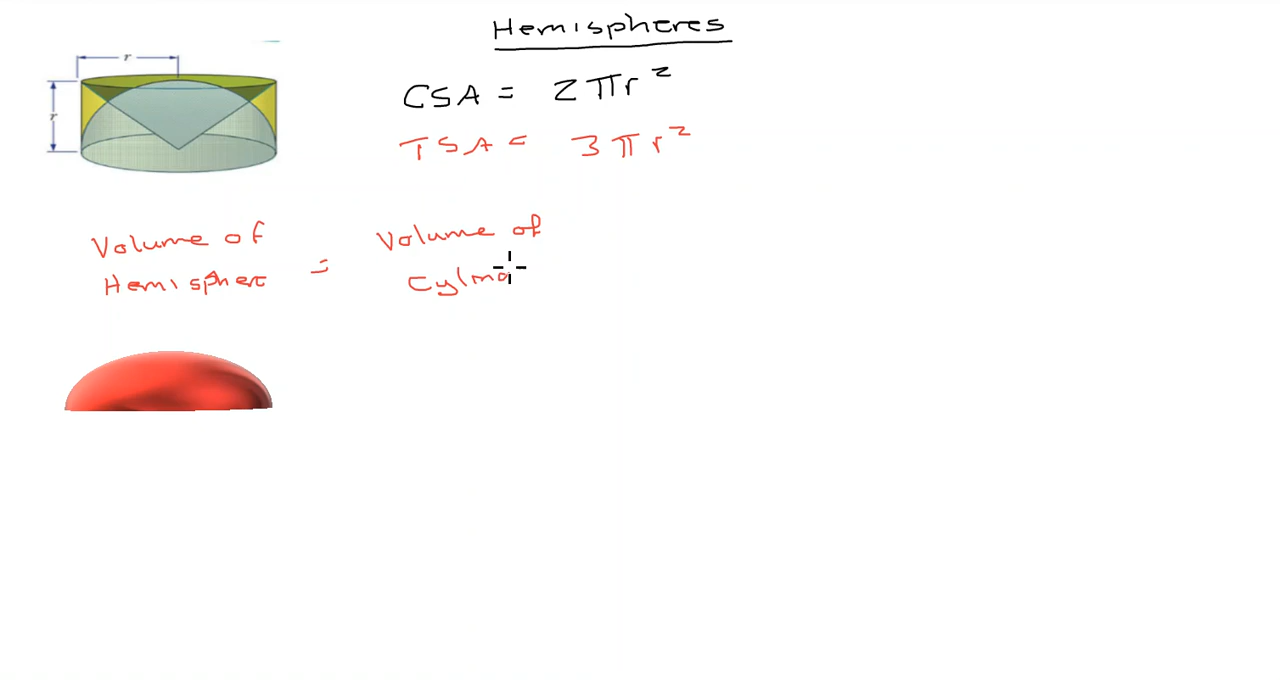 Hemispheres
r
CSA = 2πr²
r
TSA = 3πr²
Volume of
Hemisphere
=
Volume of